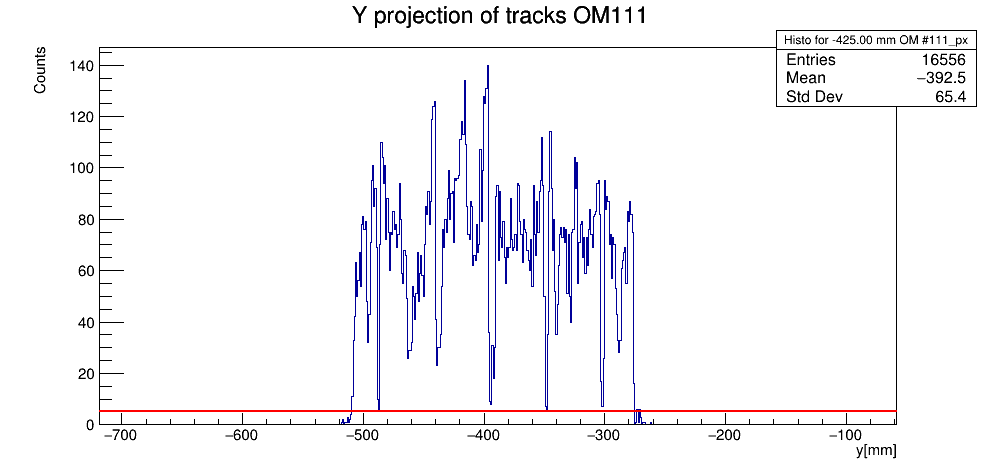 Y projection of tracks OM111
Histo for -425.00 mm OM #111_px
Entries 16556
Mean −392.5
Std Dev 65.4
Counts
140
120
100
80
60
40
20
0
−700 −600 −500 −400 −300 −200 −100
y[mm]